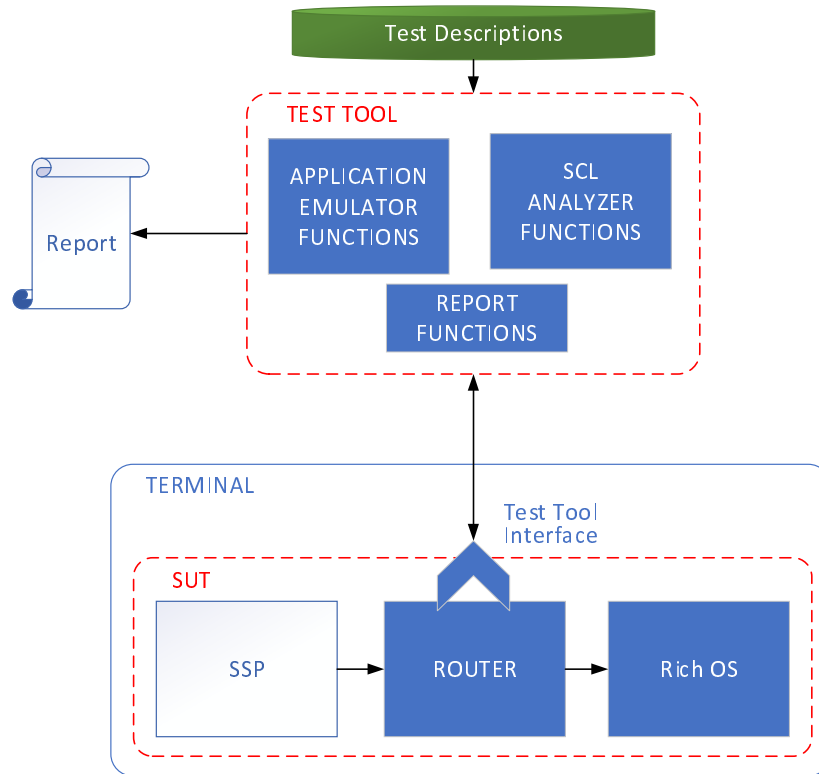 Test Descriptions
TEST TOOL
APPLICATION
EMULATOR
FUNCTIONS
SCL
ANALYZER
FUNCTIONS
Report
REPORT
FUNCTIONS
TERMINAL
Test Tool
Interface
SUT
SSP
ROUTER
Rich OS